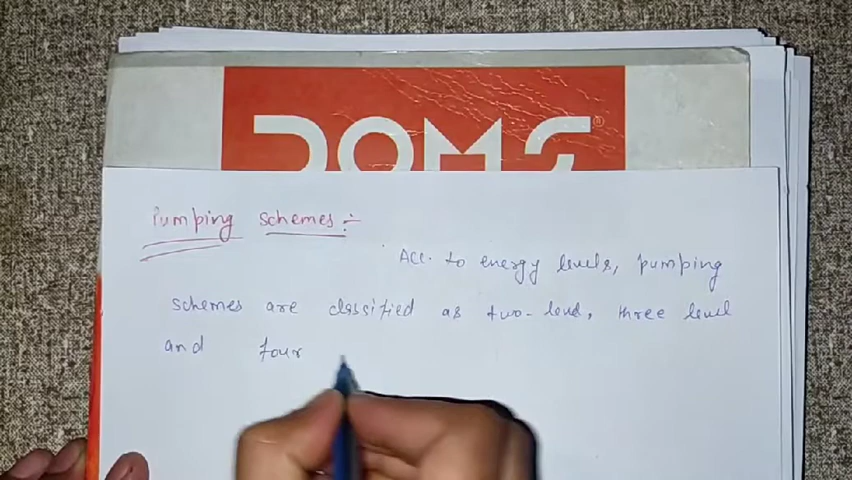 DOMS®
Pumping schemes :-
Acc. to energy levels, pumping
schemes are classified as two-level, three level
and four